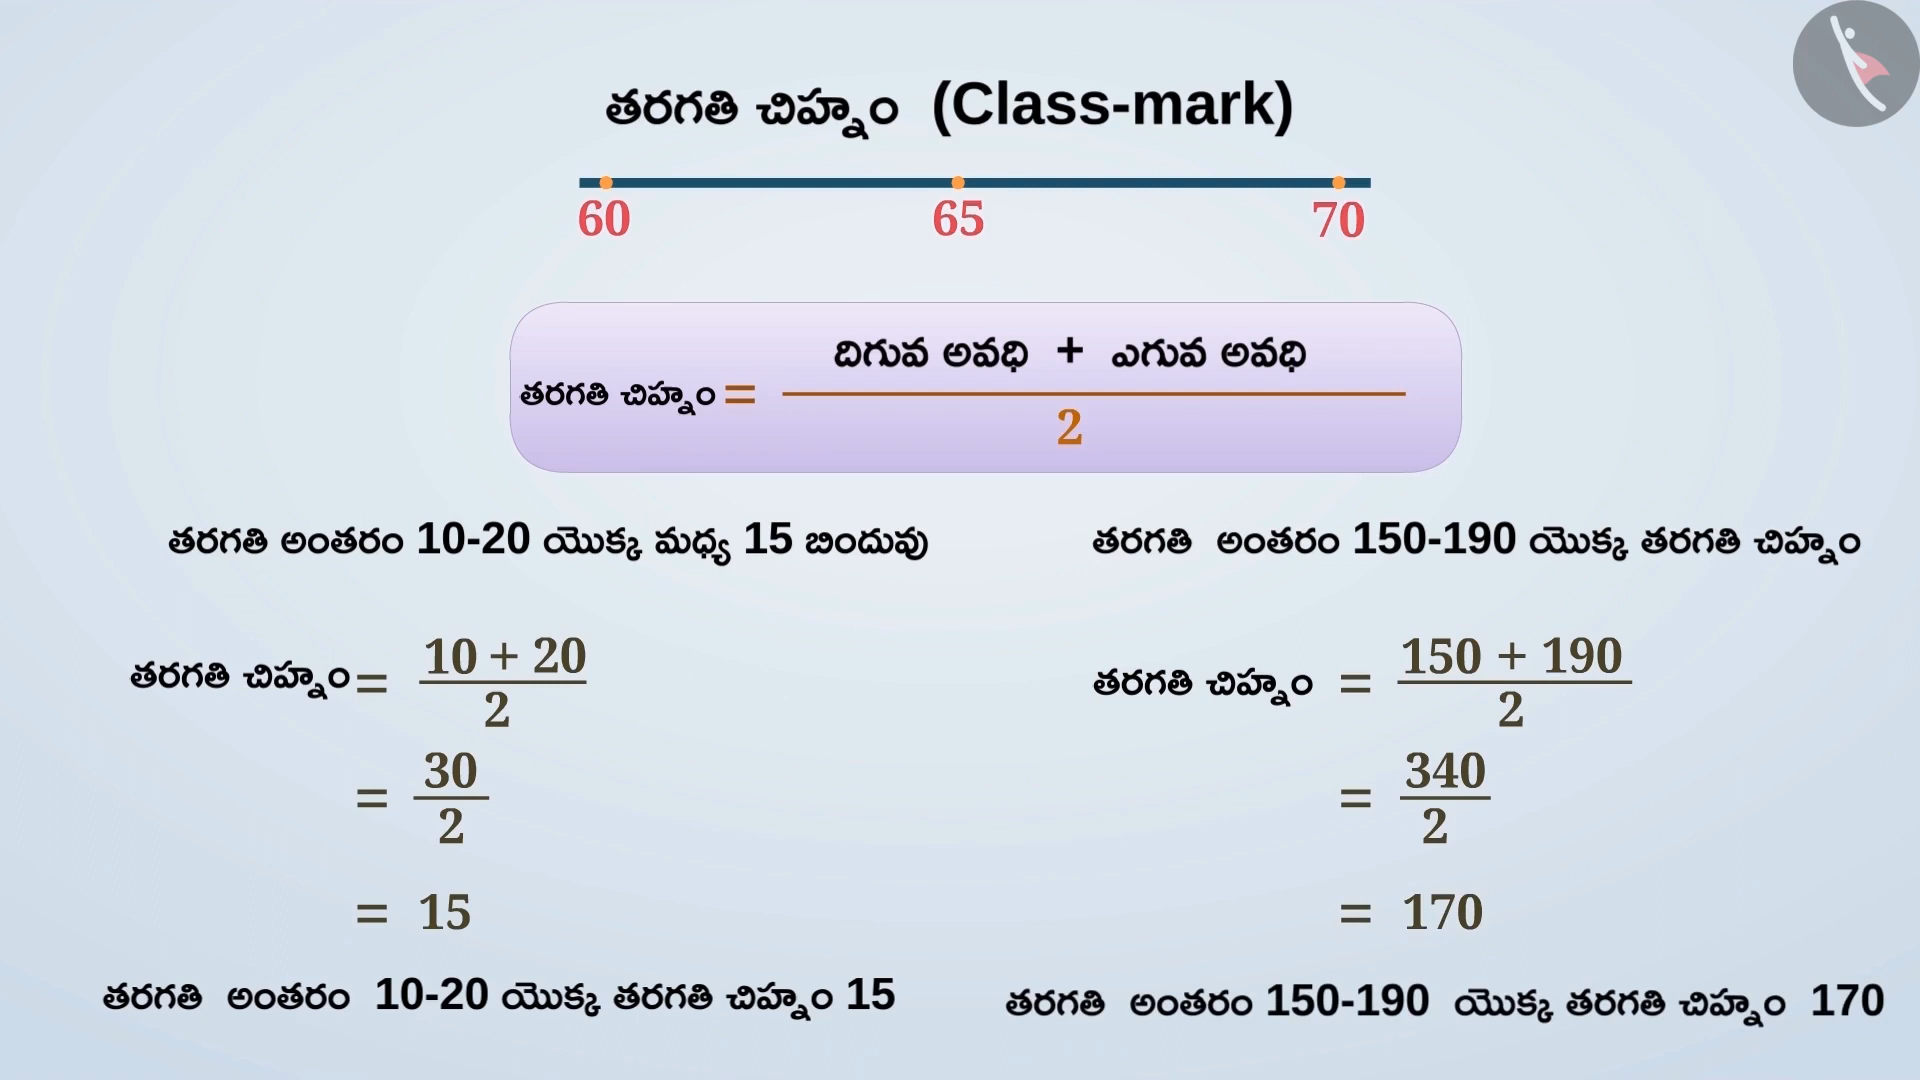 తరగతి చిహ్నం (Class-mark)
60 65 70
దిగువ అవధి + ఎగువ అవధి
తరగతి చిహ్నం =
2
తరగతి అంతరం 10-20 యొక్క మధ్య 15 బిందువు
తరగతి చిహ్నం = 10 + 20
2
= 30
2
= 15
తరగతి అంతరం 10-20 యొక్క తరగతి చిహ్నం 15
తరగతి అంతరం 150-190 యొక్క తరగతి చిహ్నం
తరగతి చిహ్నం = 150 + 190
2
= 340
2
= 170
తరగతి అంతరం 150-190 యొక్క తరగతి చిహ్నం 170